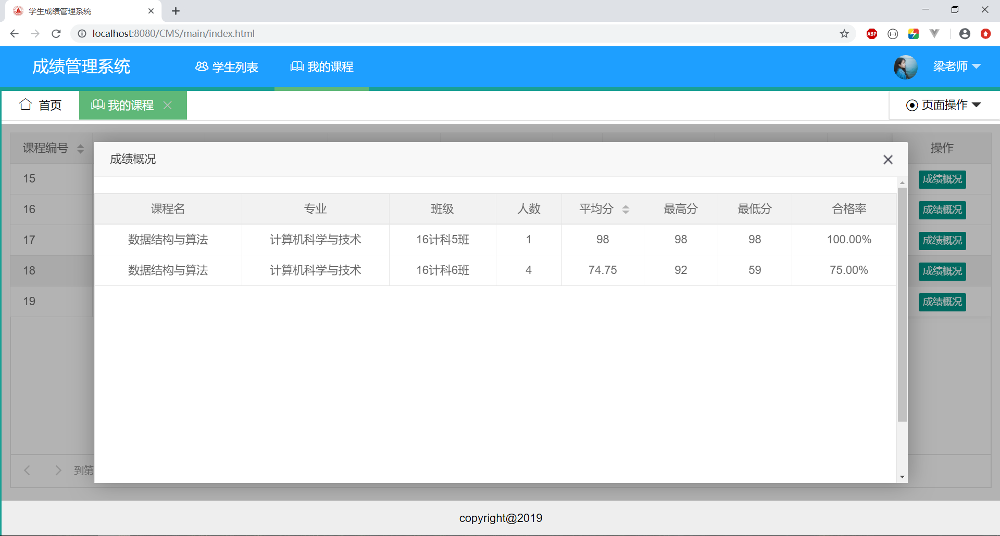 学生成绩管理系统
localhost:8080/CMS/main/index.html
ABP
成绩管理系统 学生列表 我的课程 梁老师
首页 我的课程 页面操作
课程编号 操作
成绩概况
课程名 专业 班级 人数 平均分 最高分 最低分 合格率
数据结构与算法 计算机科学与技术 16计科5班 1 98 98 98 100.00%
数据结构与算法 计算机科学与技术 16计科6班 4 74.75 92 59 75.00%
15 成绩概况
16 成绩概况
17 成绩概况
18 成绩概况
19 成绩概况
到第
copyright@2019